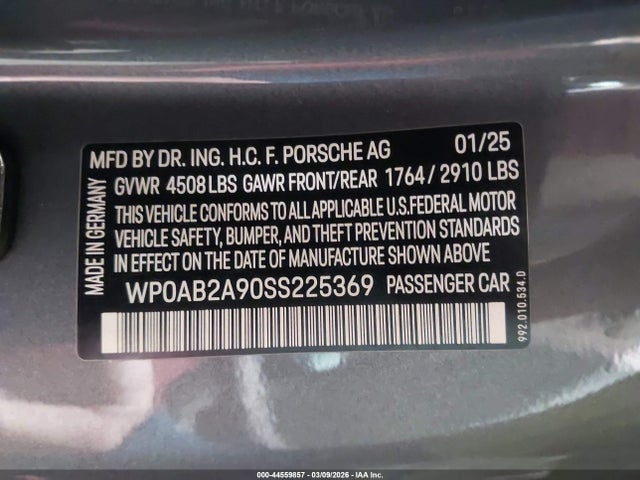 MFD BY DR. ING. H.C. F. PORSCHE AG 01/25
GVWR 4508 LBS GAWR FRONT/REAR 1764 / 2910 LBS
THIS VEHICLE CONFORMS TO ALL APPLICABLE U.S.FEDERAL MOTOR
VEHICLE SAFETY, BUMPER, AND THEFT PREVENTION STANDARDS
IN EFFECT ON THE DATE OF MANUFACTURE SHOWN ABOVE
WP0AB2A90SS225369 PASSENGER CAR
MADE IN GERMANY
992.010.534.0
000-44559857 | 03/09/2026 | IAA Inc.